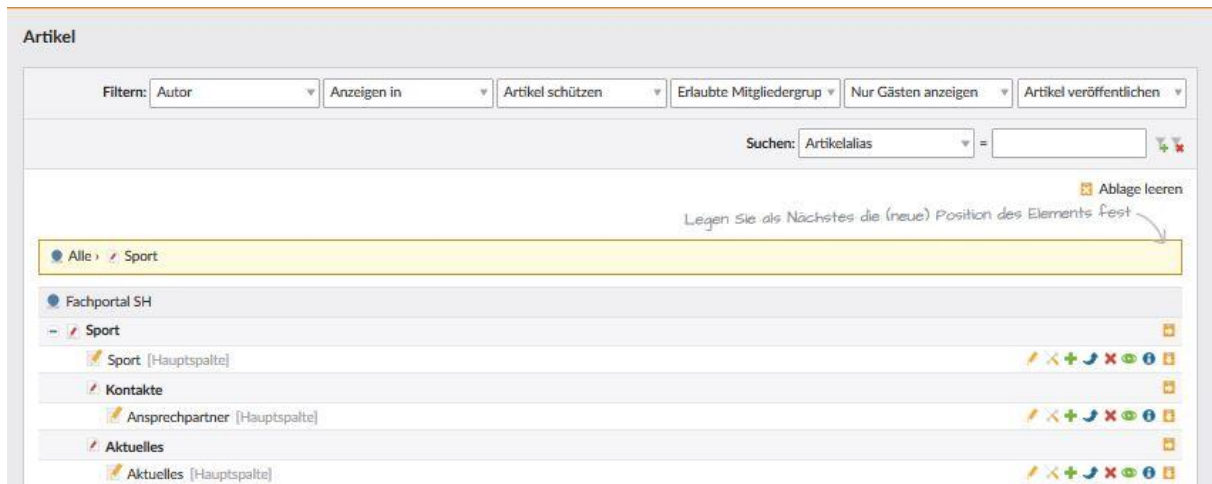 Artikel
Filtern: Autor Anzeigen in Artikel schützen Erlaubte Mitgliedergrup Nur Gästen anzeigen Artikel veröffentlichen
Suchen: Artikelalias =
Ablage leeren
Legen Sie als Nächstes die (neue) Position des Elements fest
Alle › Sport
Fachportal SH
Sport
Sport [Hauptspalte]
Kontakte
Ansprechpartner [Hauptspalte]
Aktuelles
Aktuelles [Hauptspalte]